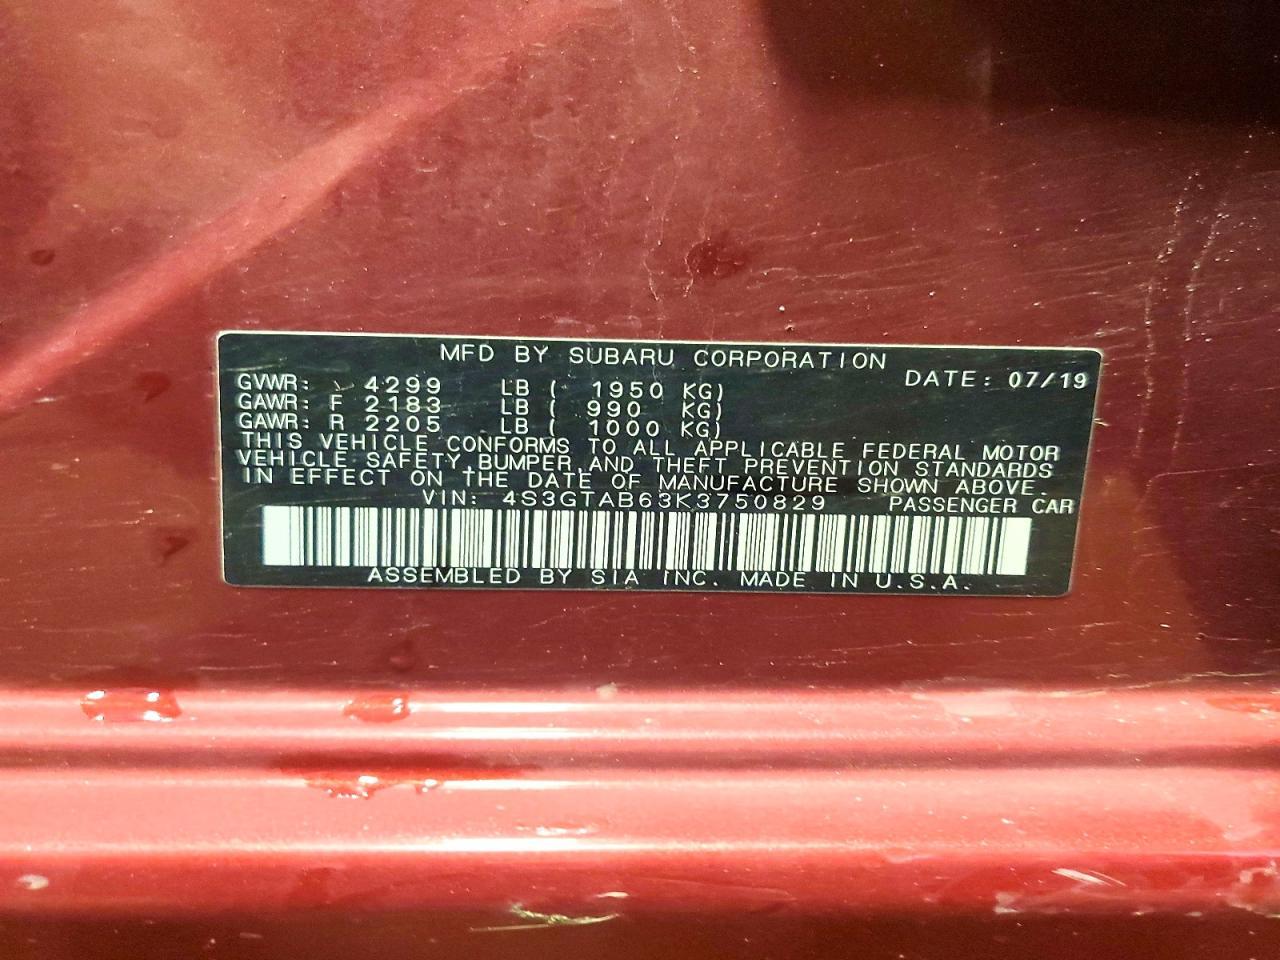 MFD BY SUBARU CORPORATION
GVWR: 4299 LB ( 1950 KG) DATE: 07/19
GAWR: F 2183 LB ( 990 KG)
GAWR: R 2205 LB ( 1000 KG)
THIS VEHICLE CONFORMS TO ALL APPLICABLE FEDERAL MOTOR
VEHICLE SAFETY,BUMPER,AND THEFT PREVENTION STANDARDS
IN EFFECT ON THE DATE OF MANUFACTURE SHOWN ABOVE.
VIN: 4S3GTAB63K3750829 PASSENGER CAR
ASSEMBLED BY SIA INC. MADE IN U.S.A.